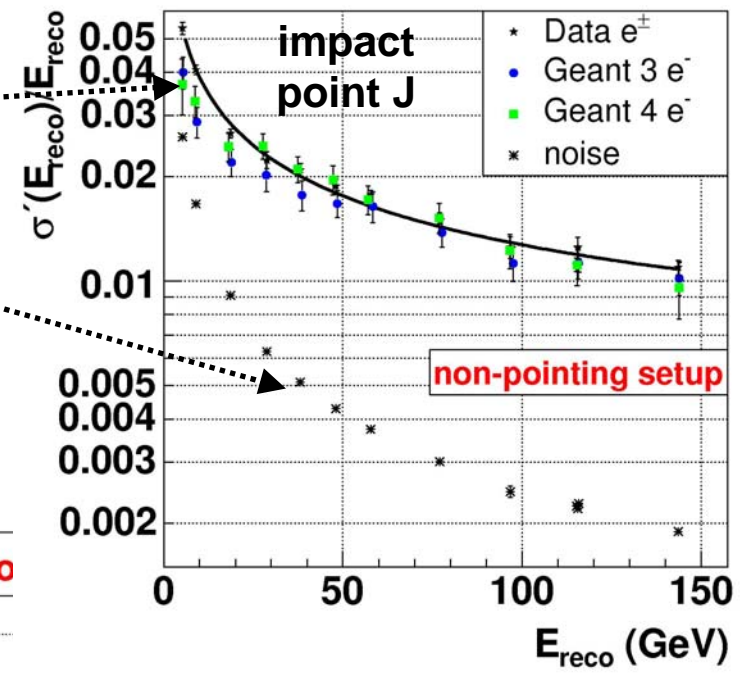 σ´(E_reco)/E_reco
0.05
0.04
0.03
0.02
0.01
0.005
0.004
0.003
0.002
impact
point J
Data e±
Geant 3 e-
Geant 4 e-
noise
non-pointing setup
o
0 50 100 150
E_reco (GeV)